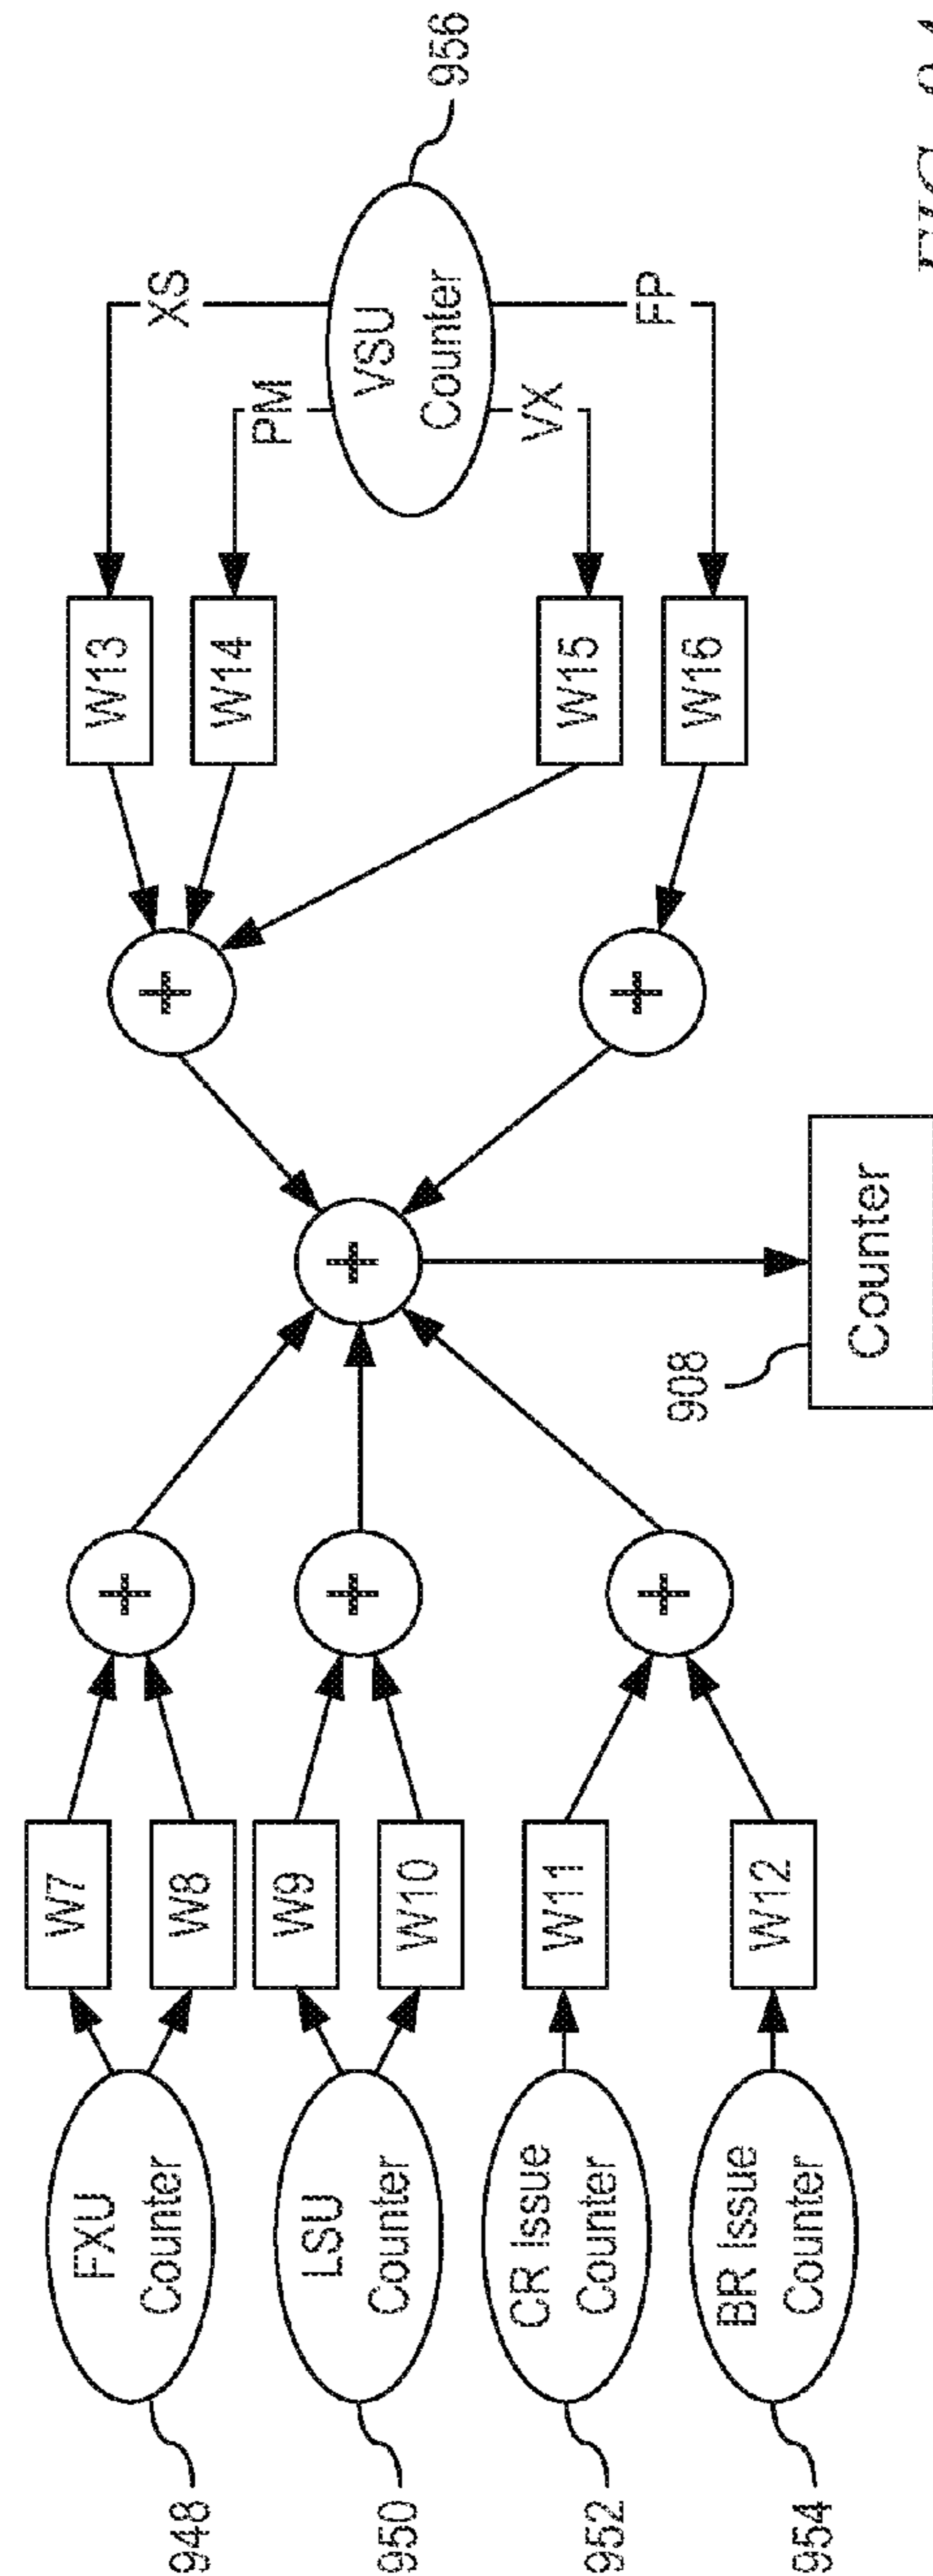 948
FXU
Counter
W7
W8
+
950
LSU
Counter
W9
W10
+
952
CR Issue
Counter
W11
954
BR Issue
Counter
W12
+
+
908
Counter
+
+
W13
W14
W15
W16
XS
PM
VX
FP
VSU
Counter
956
FIG.